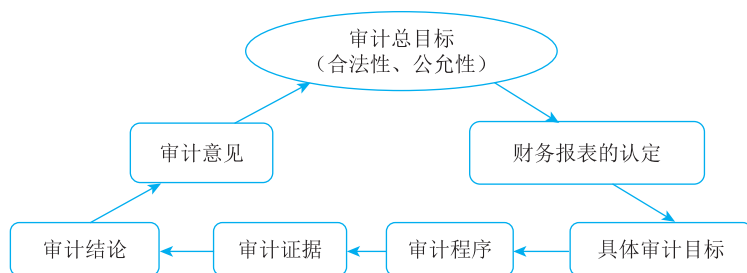 审计总目标
（合法性、公允性）
审计意见
财务报表的认定
审计结论
审计证据
审计程序
具体审计目标